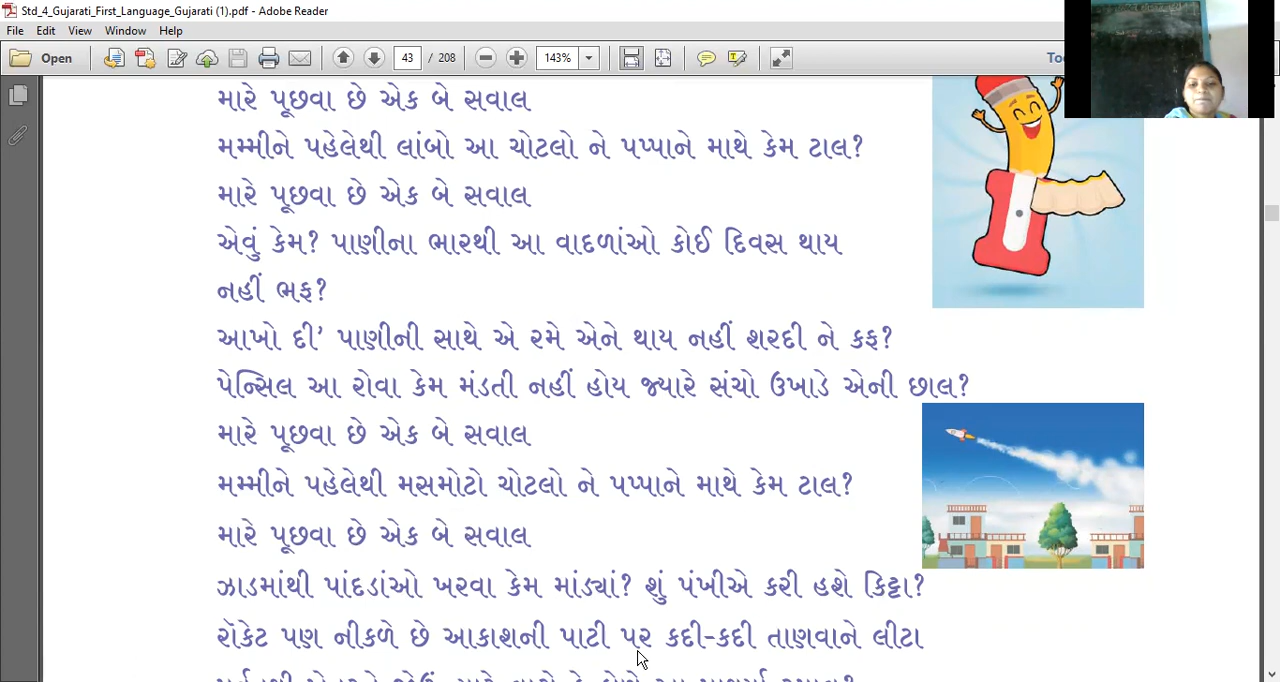 Std_4_Gujarati_First_Language_Gujarati (1).pdf - Adobe Reader
File Edit View Window Help
Open 43 / 208 143%
મારે પૂછવા છે એક બે સવાલ
મમ્મીને પહેલેથી લાંબો આ ચોટલો ને પપ્પાને માથે કેમ ટાલ?
મારે પૂછવા છે એક બે સવાલ
એવું કેમ? પાણીના ભારથી આ વાદળાંઓ કોઈ દિવસ થાય
નહીં ભફ?
આખો દી' પાણીની સાથે એ રમે એને થાય નહીં શરદી ને કફ?
પેન્સિલ આ રોવા કેમ મંડતી નહીં હોય જ્યારે સંચો ઉખાડે એની છાલ?
મારે પૂછવા છે એક બે સવાલ
મમ્મીને પહેલેથી મસમોટો ચોટલો ને પપ્પાને માથે કેમ ટાલ?
મારે પૂછવા છે એક બે સવાલ
ઝાડમાંથી પાંદડાંઓ ખરવા કેમ માંડ્યાં? શું પંખીએ કરી હશે કિટ્ટા?
રૉકેટ પણ નીકળે છે આકાશની પાટી પર કદી-કદી તાણવાને લીટા